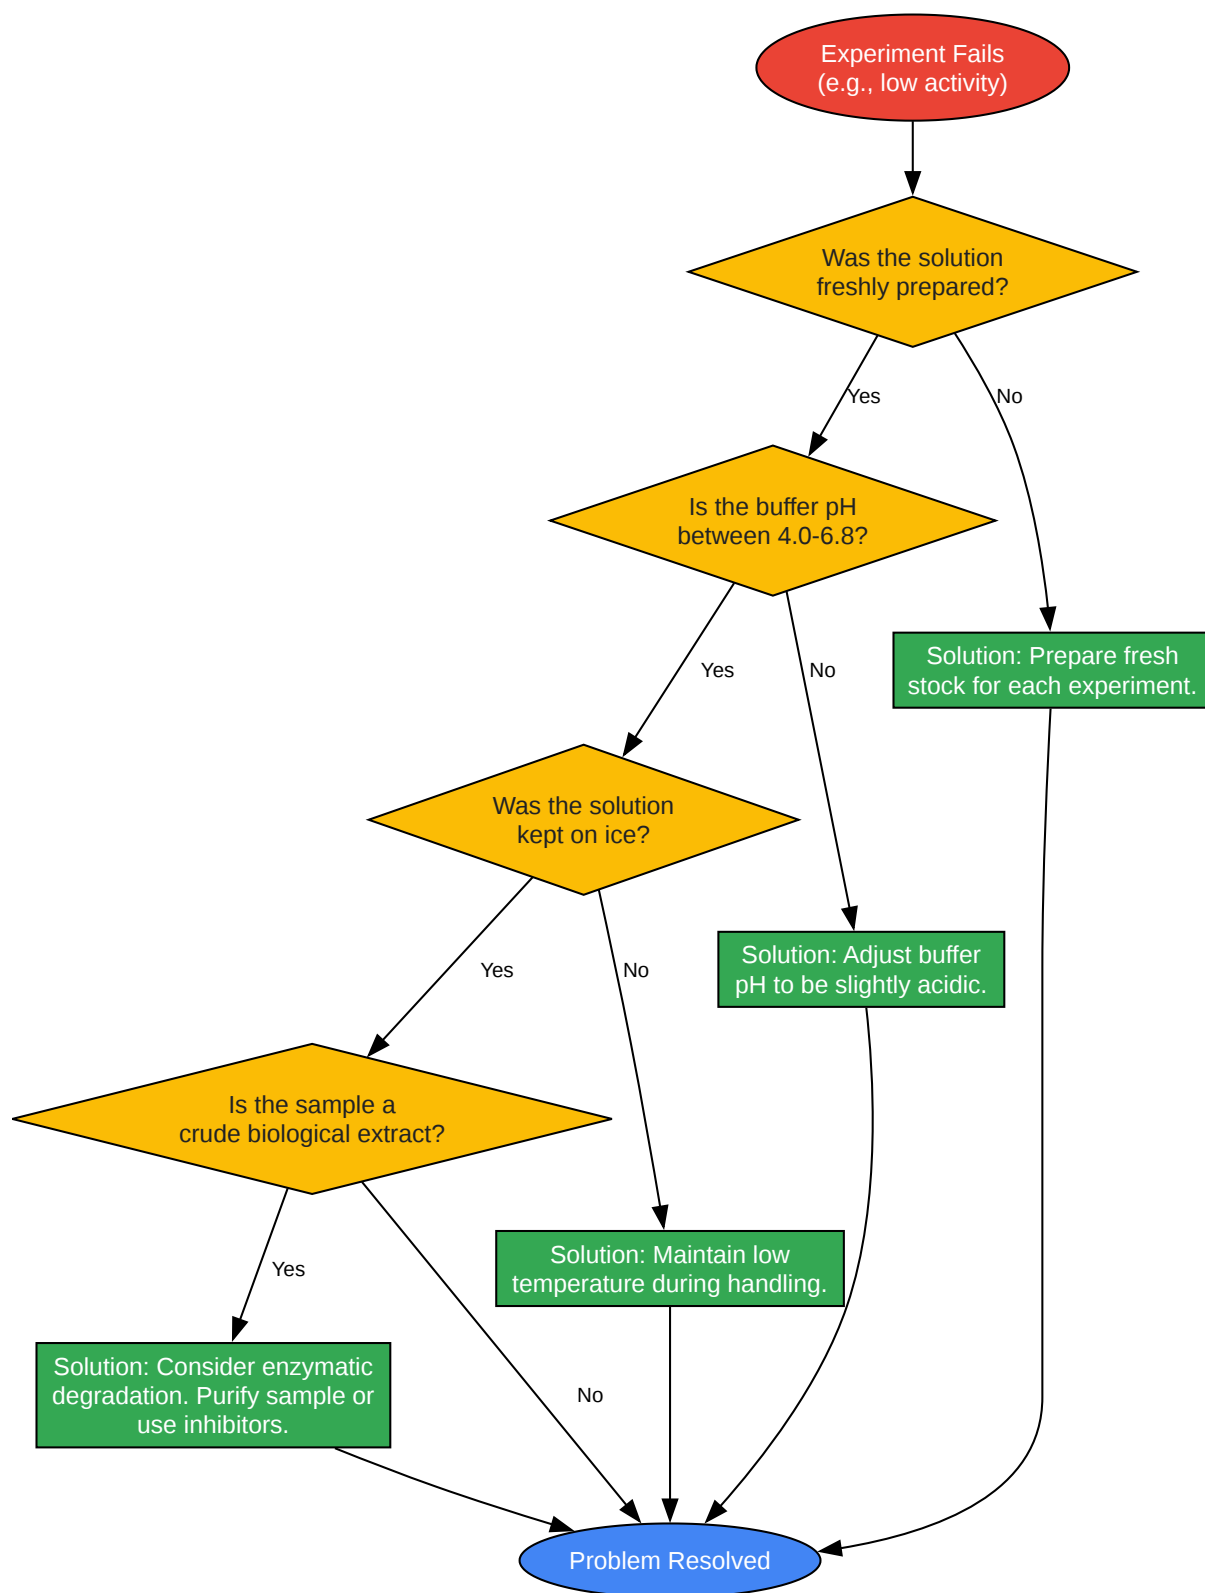 Experiment Fails
(e.g., low activity)
Was the solution
freshly prepared?
Yes
No
Is the buffer pH
between 4.0-6.8?
Solution: Prepare fresh
stock for each experiment.
Yes
No
Was the solution
kept on ice?
Solution: Adjust buffer
pH to be slightly acidic.
Yes
No
Is the sample a
crude biological extract?
Solution: Maintain low
temperature during handling.
Yes
No
Solution: Consider enzymatic
degradation. Purify sample or
use inhibitors.
Problem Resolved